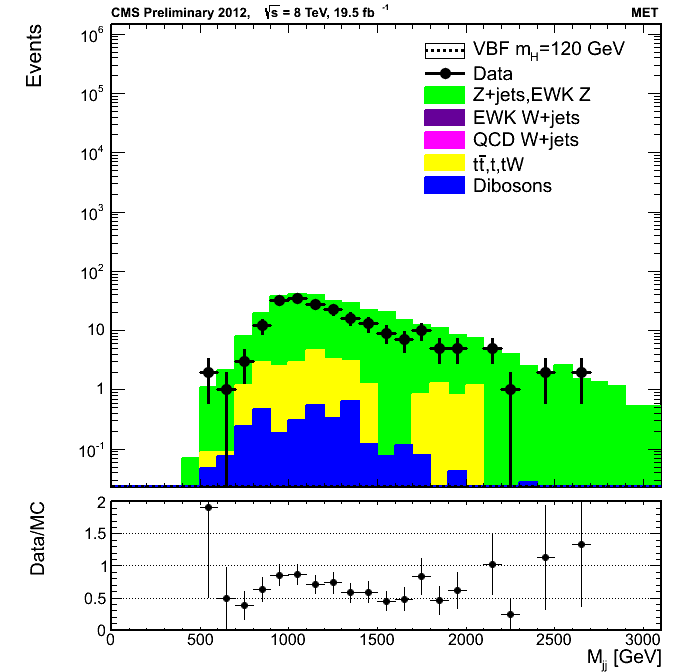 CMS Preliminary 2012, √s = 8 TeV, 19.5 fb⁻¹ MET
Events
10⁶
10⁵
10⁴
10³
10²
10
1
10⁻¹
VBF m_H=120 GeV
Data
Z+jets,EWK Z
EWK W+jets
QCD W+jets
tt̄,t,tW
Dibosons
Data/MC
2
1.5
1
0.5
0
0 500 1000 1500 2000 2500 3000
M_jj [GeV]